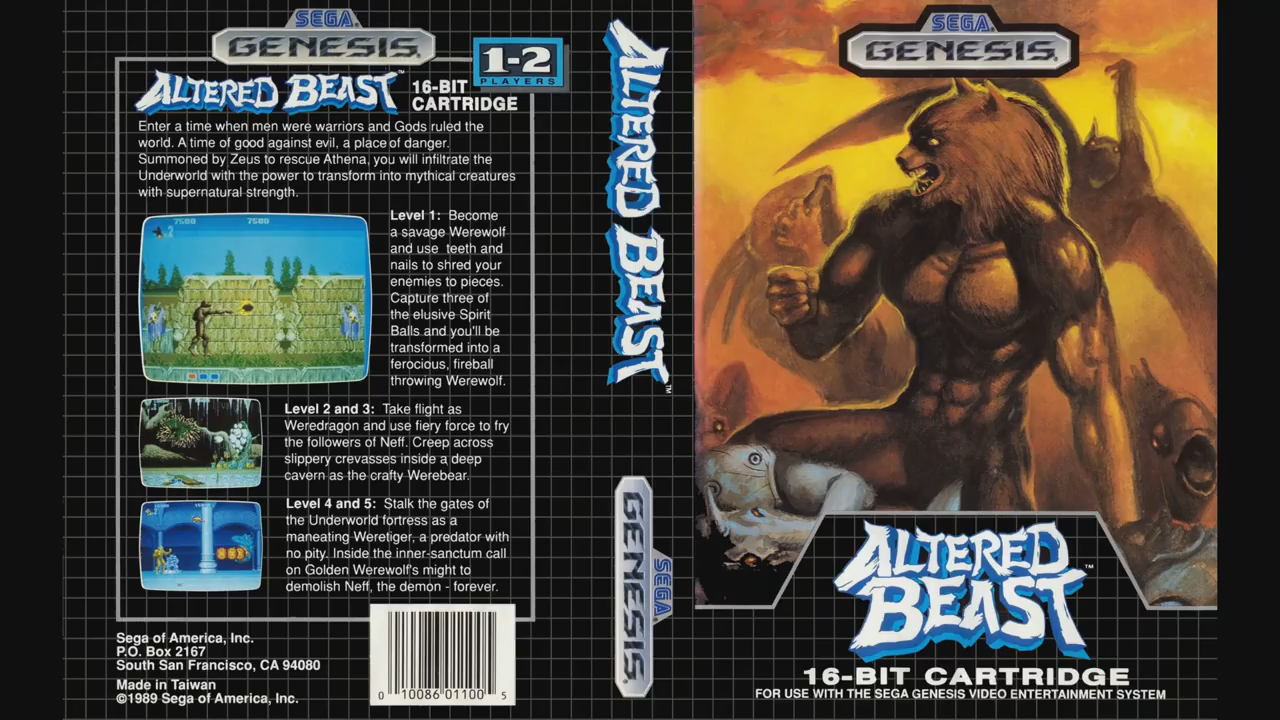 SEGA
GENESIS
1-2
PLAYERS
ALTERED BEAST™
16-BIT
CARTRIDGE
Enter a time when men were warriors and Gods ruled the
world. A time of good against evil, a place of danger.
Summoned by Zeus to rescue Athena, you will infiltrate the
Underworld with the power to transform into mythical creatures
with supernatural strength.
7500 7500
2
Level 1: Become
a savage Werewolf
and use teeth and
nails to shred your
enemies to pieces.
Capture three of
the elusive Spirit
Balls and you'll be
transformed into a
ferocious, fireball
throwing Werewolf.
Level 2 and 3: Take flight as
Weredragon and use fiery force to fry
the followers of Neff. Creep across
slippery crevasses inside a deep
cavern as the crafty Werebear.
Level 4 and 5: Stalk the gates of
the Underworld fortress as a
maneating Weretiger, a predator with
no pity. Inside the inner-sanctum call
on Golden Werewolf's might to
demolish Neff, the demon - forever.
Sega of America, Inc.
P.O. Box 2167
South San Francisco, CA 94080
Made in Taiwan
©1989 Sega of America, Inc.
0 10086 01100 5
ALTERED BEAST™
SEGA
GENESIS
SEGA
GENESIS
ALTERED
BEAST™
16-BIT CARTRIDGE
FOR USE WITH THE SEGA GENESIS VIDEO ENTERTAINMENT SYSTEM